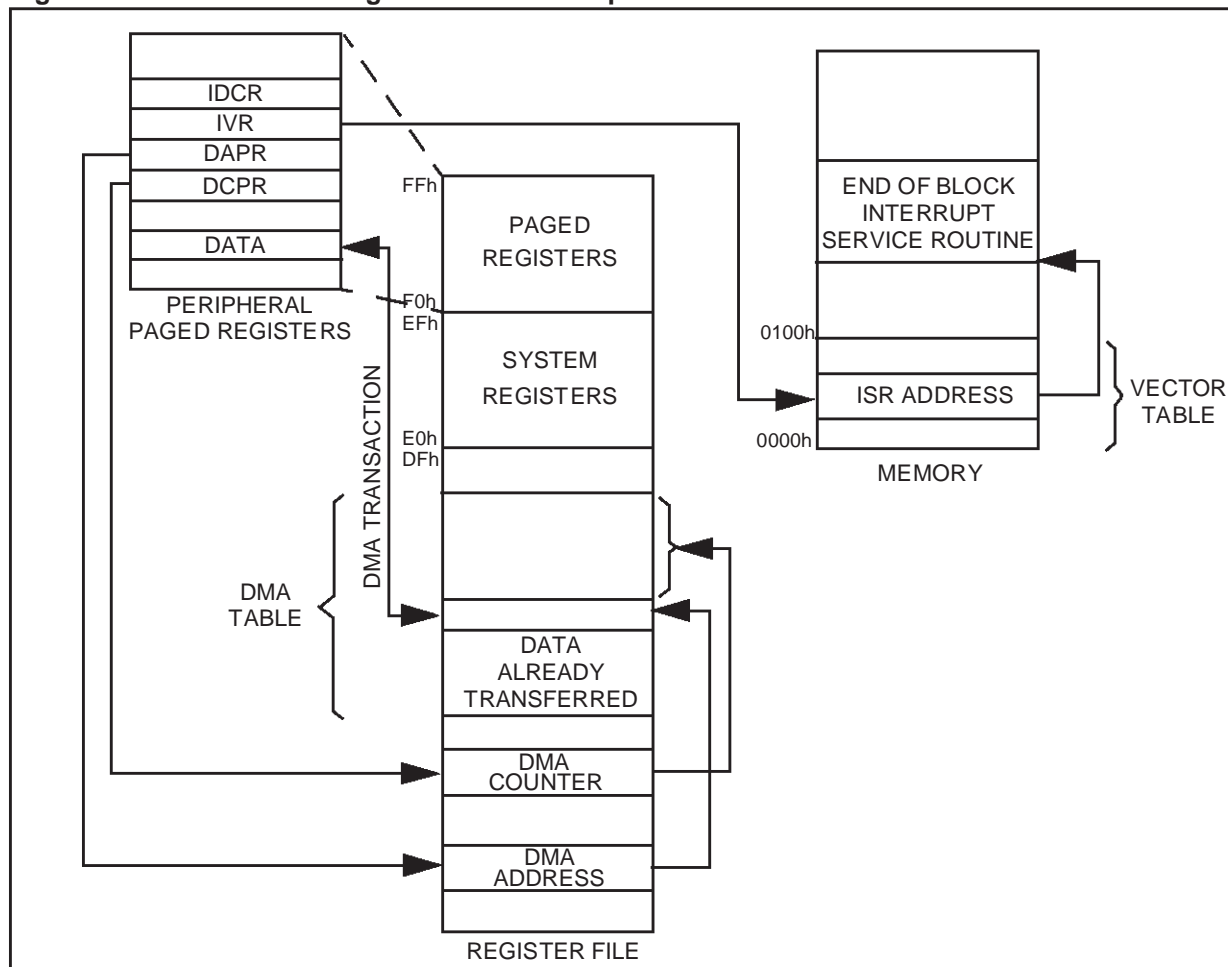 IDCR
IVR
DAPR
DCPR
DATA
PERIPHERAL
PAGED REGISTERS
FFh
PAGED
REGISTERS
F0h
EFh
SYSTEM
REGISTERS
E0h
DFh
DMA TRANSACTION
DMA
TABLE
DATA
ALREADY
TRANSFERRED
DMA
COUNTER
DMA
ADDRESS
REGISTER FILE
END OF BLOCK
INTERRUPT
SERVICE ROUTINE
0100h
ISR ADDRESS
0000h
VECTOR
TABLE
MEMORY